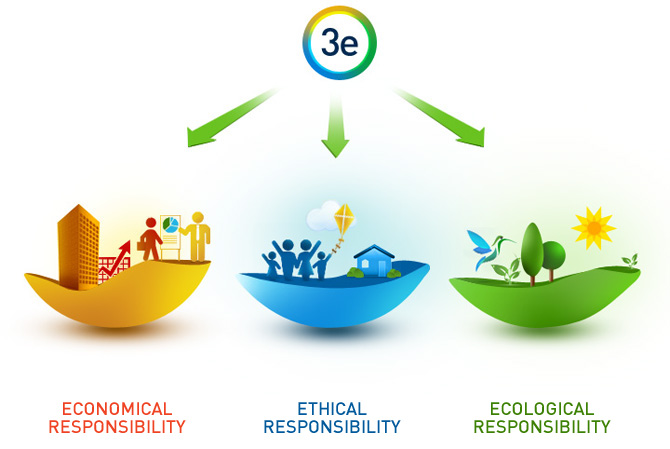 3e
ECONOMICAL
RESPONSIBILITY
ETHICAL
RESPONSIBILITY
ECOLOGICAL
RESPONSIBILITY